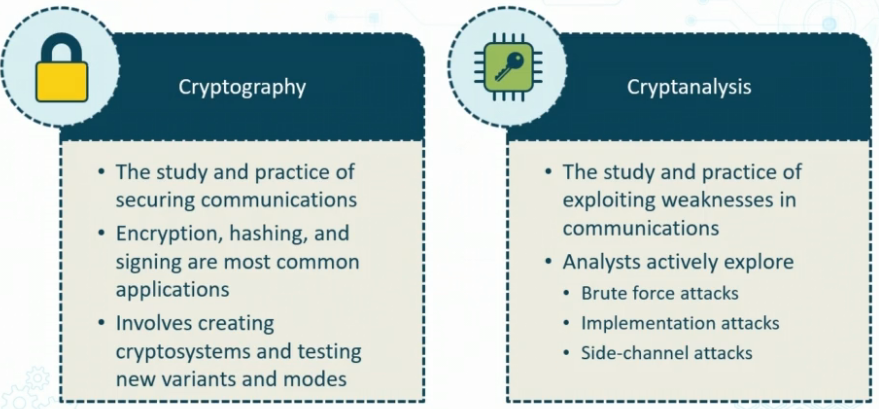 Cryptography
• The study and practice of
securing communications
• Encryption, hashing, and
signing are most common
applications
• Involves creating
cryptosystems and testing
new variants and modes
Cryptanalysis
• The study and practice of
exploiting weaknesses in
communications
• Analysts actively explore
• Brute force attacks
• Implementation attacks
• Side-channel attacks